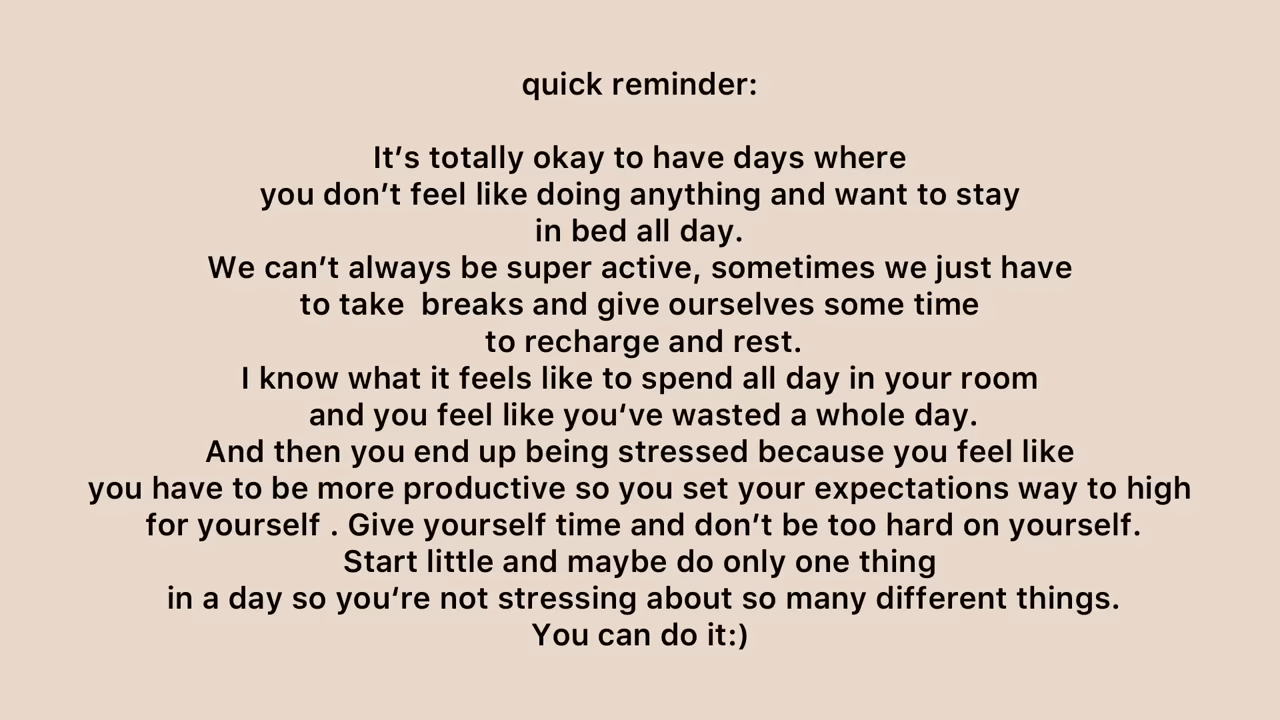 quick reminder:
It’s totally okay to have days where
you don’t feel like doing anything and want to stay
in bed all day.
We can’t always be super active, sometimes we just have
to take  breaks and give ourselves some time
to recharge and rest.
I know what it feels like to spend all day in your room
and you feel like you‘ve wasted a whole day.
And then you end up being stressed because you feel like
you have to be more productive so you set your expectations way to high
for yourself . Give yourself time and don’t be too hard on yourself.
Start little and maybe do only one thing
in a day so you‘re not stressing about so many different things.
You can do it:)